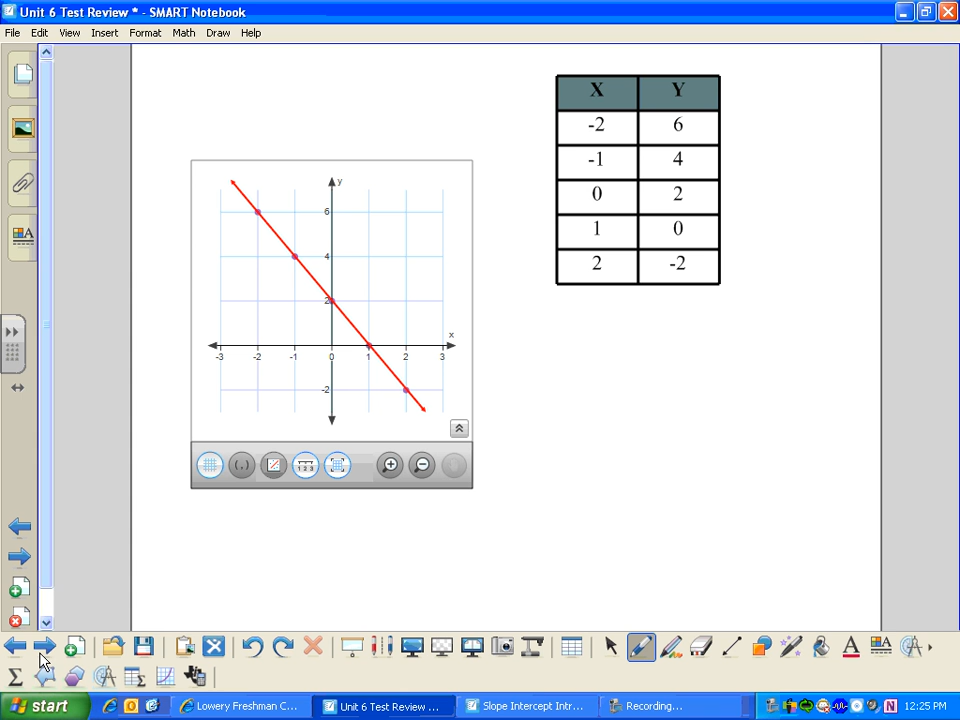 Unit 6 Test Review * - SMART Notebook
File Edit View Insert Format Math Draw Help
X Y
-2 6
-1 4
0 2
1 0
2 -2
y
6
4
2
x
-3 -2 -1 0 1 2 3
-2
start
Lowery Freshman C...
Unit 6 Test Review ...
Slope Intercept Intr...
Recording...
12:25 PM